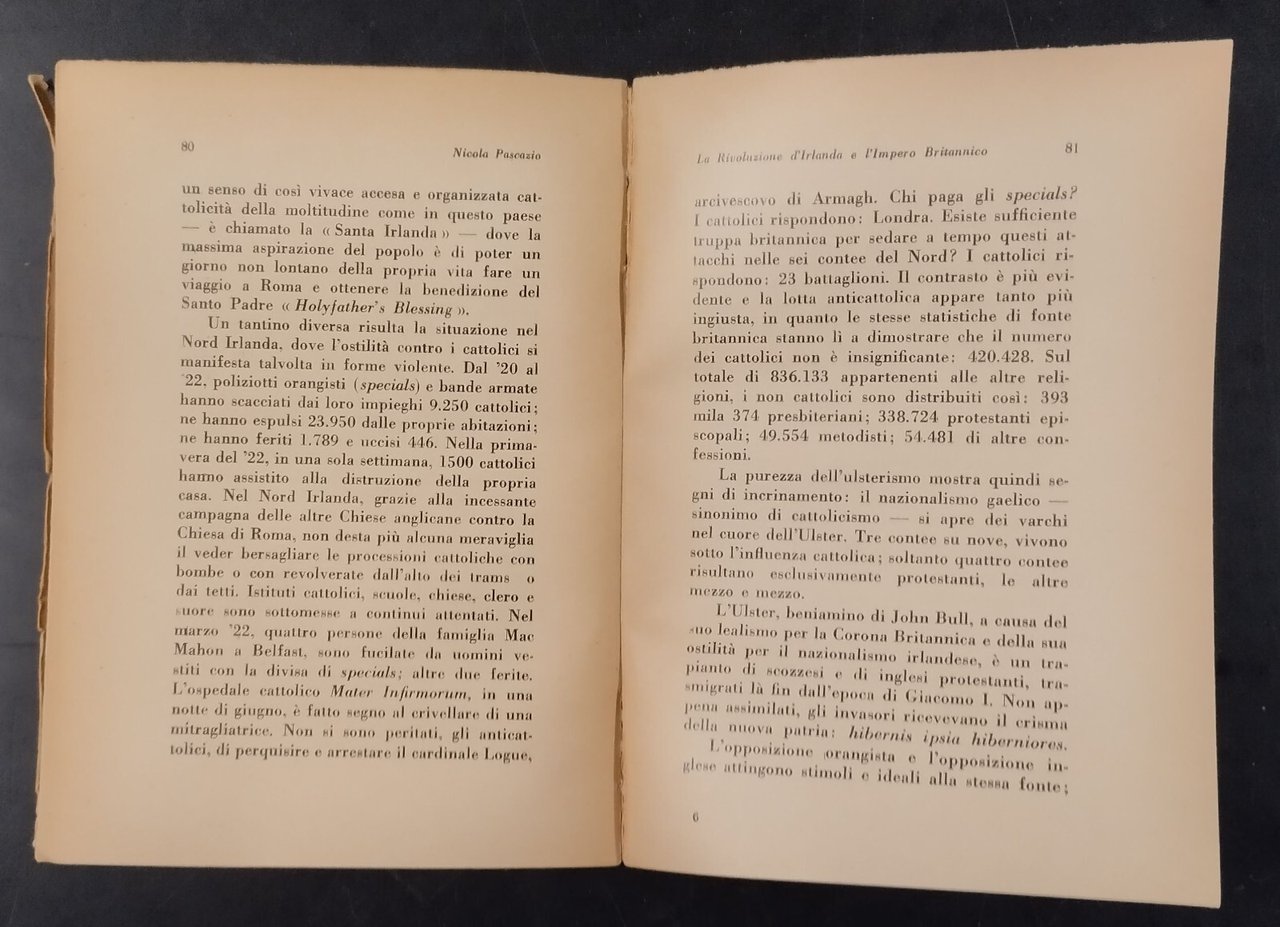 80
Nicola Pascazio
un senso di così vivace accesa e organizzata cat-
tolicità della moltitudine come in questo paese
— è chiamato la « Santa Irlanda » — dove la
massima aspirazione del popolo è di poter un
giorno non lontano della propria vita fare un
viaggio a Roma e ottenere la benedizione del
Santo Padre « Holyfather's Blessing ».
Un tantino diversa risulta la situazione nel
Nord Irlanda, dove l'ostilità contro i cattolici si
manifesta talvolta in forme violente. Dal '20 al
'22, poliziotti orangisti (specials) e bande armate
hanno scacciati dai loro impieghi 9.250 cattolici;
ne hanno espulsi 23.950 dalle proprie abitazioni;
ne hanno feriti 1.789 e uccisi 446. Nella prima-
vera del '22, in una sola settimana, 1500 cattolici
hanno assistito alla distruzione della propria
casa. Nel Nord Irlanda, grazie alla incessante
campagna delle altre Chiese anglicane contro la
Chiesa di Roma, non desta più alcuna meraviglia
il veder bersagliare le processioni cattoliche con
bombe o con revolverate dall'alto dei trams o
dai tetti. Istituti cattolici, scuole, chiese, clero e
suore sono sottomesse a continui attentati. Nel
marzo '22, quattro persone della famiglia Mac
Mahon a Belfast, sono fucilate da uomini ve-
stiti con la divisa di specials; altre due ferite.
L'ospedale cattolico Mater Infirmorum, in una
notte di giugno, è fatto segno al crivellare di una
mitragliatrice. Non si sono peritati, gli anticat-
tolici, di perquisire e arrestare il cardinale Logue,
La Rivoluzione d'Irlanda e l'Impero Britannico
81
arcivescovo di Armagh. Chi paga gli specials?
I cattolici rispondono: Londra. Esiste sufficiente
truppa britannica per sedare a tempo questi at-
tacchi nelle sei contee del Nord? I cattolici ri-
spondono: 23 battaglioni. Il contrasto è più evi-
dente e la lotta anticattolica appare tanto più
ingiusta, in quanto le stesse statistiche di fonte
britannica stanno lì a dimostrare che il numero
dei cattolici non è insignificante: 420.428. Sul
totale di 836.133 appartenenti alle altre reli-
gioni, i non cattolici sono distribuiti così: 393
mila 374 presbiteriani; 338.724 protestanti epi-
scopali; 49.554 metodisti; 54.481 di altre con-
fessioni.
La purezza dell'ulsterismo mostra quindi se-
gni di incrinamento: il nazionalismo gaelico —
sinonimo di cattolicismo — si apre dei varchi
nel cuore dell'Ulster. Tre contee su nove, vivono
sotto l'influenza cattolica; soltanto quattro contee
risultano esclusivamente protestanti, le altre
mezzo e mezzo.
L'Ulster, beniamino di John Bull, a causa del
suo lealismo per la Corona Britannica e della sua
ostilità per il nazionalismo irlandese, è un tra-
pianto di scozzesi e di inglesi protestanti, tra-
smigrati là fin dall'epoca di Giacomo I. Non ap-
pena assimilati, gli invasori ricevevano il crisma
della nuova patria: hibernis ipsia hiberniores.
L'opposizione orangista e l'opposizione in-
glese attingono stimoli e ideali alla stessa fonte;
6